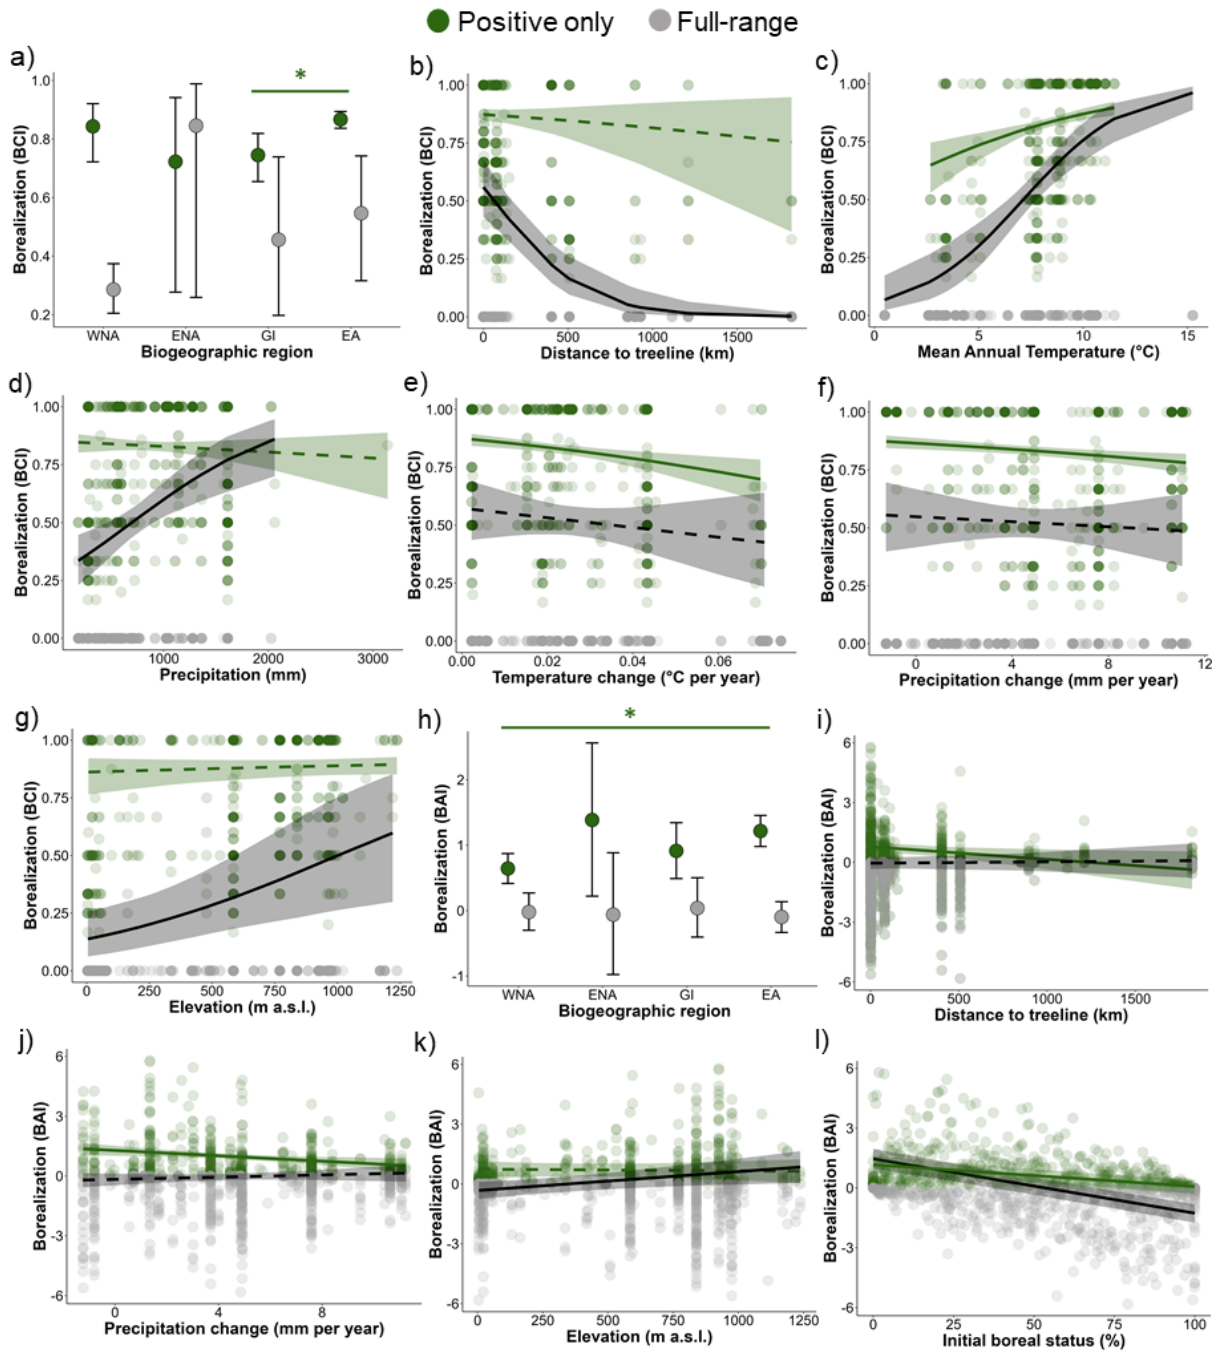 Positive only Full-range
a)
1.0
0.8
0.6
0.4
0.2
Borealization (BCI)
*
WNA ENA GI EA
Biogeographic region
b)
1.00
0.75
0.50
0.25
0.00
Borealization (BCI)
0 500 1000 1500
Distance to treeline (km)
c)
1.00
0.75
0.50
0.25
0.00
Borealization (BCI)
0 5 10 15
Mean Annual Temperature (°C)
d)
1.00
0.75
0.50
0.25
0.00
Borealization (BCI)
1000 2000 3000
Precipitation (mm)
e)
1.00
0.75
0.50
0.25
0.00
Borealization (BCI)
0.00 0.02 0.04 0.06
Temperature change (°C per year)
f)
1.00
0.75
0.50
0.25
0.00
Borealization (BCI)
0 4 8 12
Precipitation change (mm per year)
g)
1.00
0.75
0.50
0.25
0.00
Borealization (BCI)
0 250 500 750 1000 1250
Elevation (m a.s.l.)
h)
*
2
1
0
-1
Borealization (BAI)
WNA ENA GI EA
Biogeographic region
i)
6
3
0
-3
-6
Borealization (BAI)
0 500 1000 1500
Distance to treeline (km)
j)
6
3
0
-3
-6
Borealization (BAI)
0 4 8
Precipitation change (mm per year)
k)
6
3
0
-3
-6
Borealization (BAI)
0 250 500 750 1000 1250
Elevation (m a.s.l.)
l)
6
3
0
-3
-6
Borealization (BAI)
0 25 50 75 100
Initial boreal status (%)